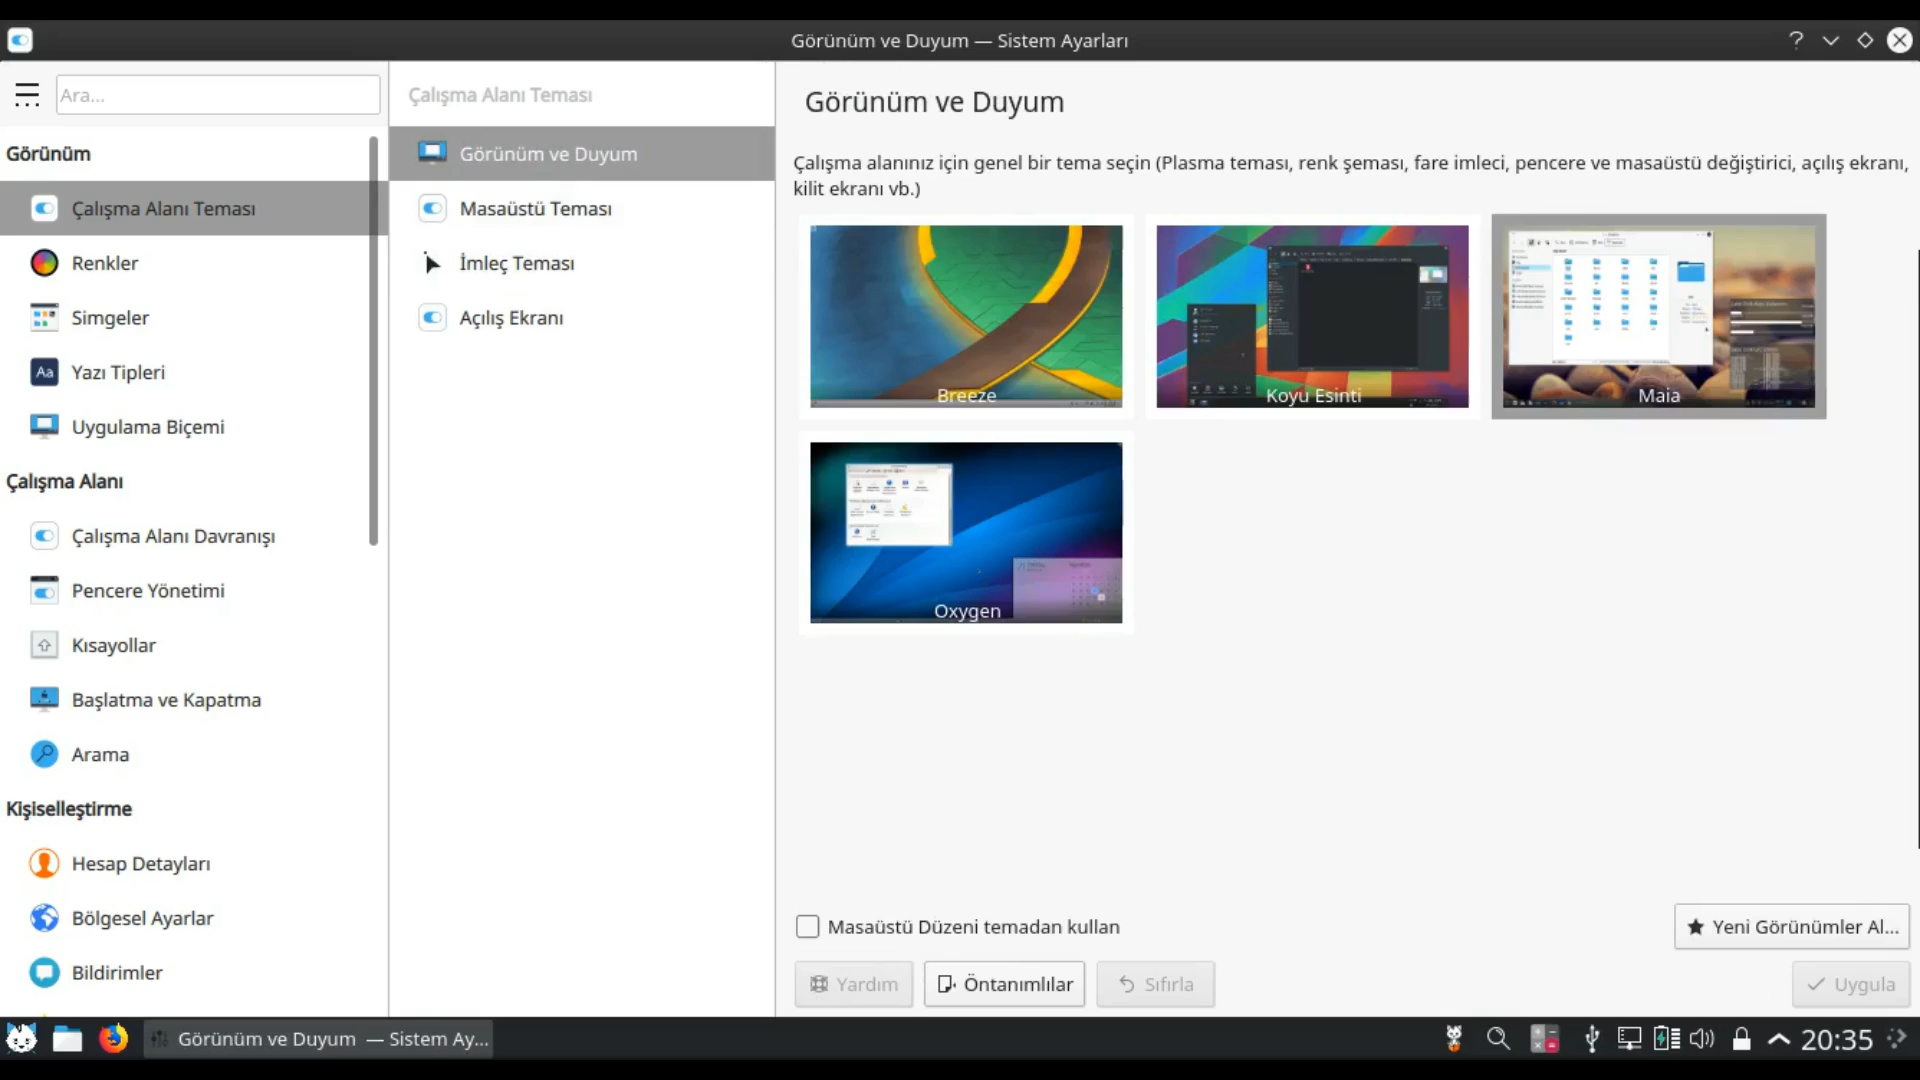 Görünüm ve Duyum — Sistem Ayarları
Ara...
Görünüm
Çalışma Alanı Teması
Renkler
Simgeler
Yazı Tipleri
Uygulama Biçemi
Çalışma Alanı
Çalışma Alanı Davranışı
Pencere Yönetimi
Kısayollar
Başlatma ve Kapatma
Arama
Kişiselleştirme
Hesap Detayları
Bölgesel Ayarlar
Bildirimler
Çalışma Alanı Teması
Görünüm ve Duyum
Masaüstü Teması
İmleç Teması
Açılış Ekranı
Görünüm ve Duyum
Çalışma alanınız için genel bir tema seçin (Plasma teması, renk şeması, fare imleci, pencere ve masaüstü değiştirici, açılış ekranı,
kilit ekranı vb.)
Breeze
Koyu Esinti
Maia
Oxygen
Masaüstü Düzeni temadan kullan
Yeni Görünümler Al...
Yardım
Öntanımlılar
Sıfırla
Uygula
Görünüm ve Duyum — Sistem Ay...
20:35